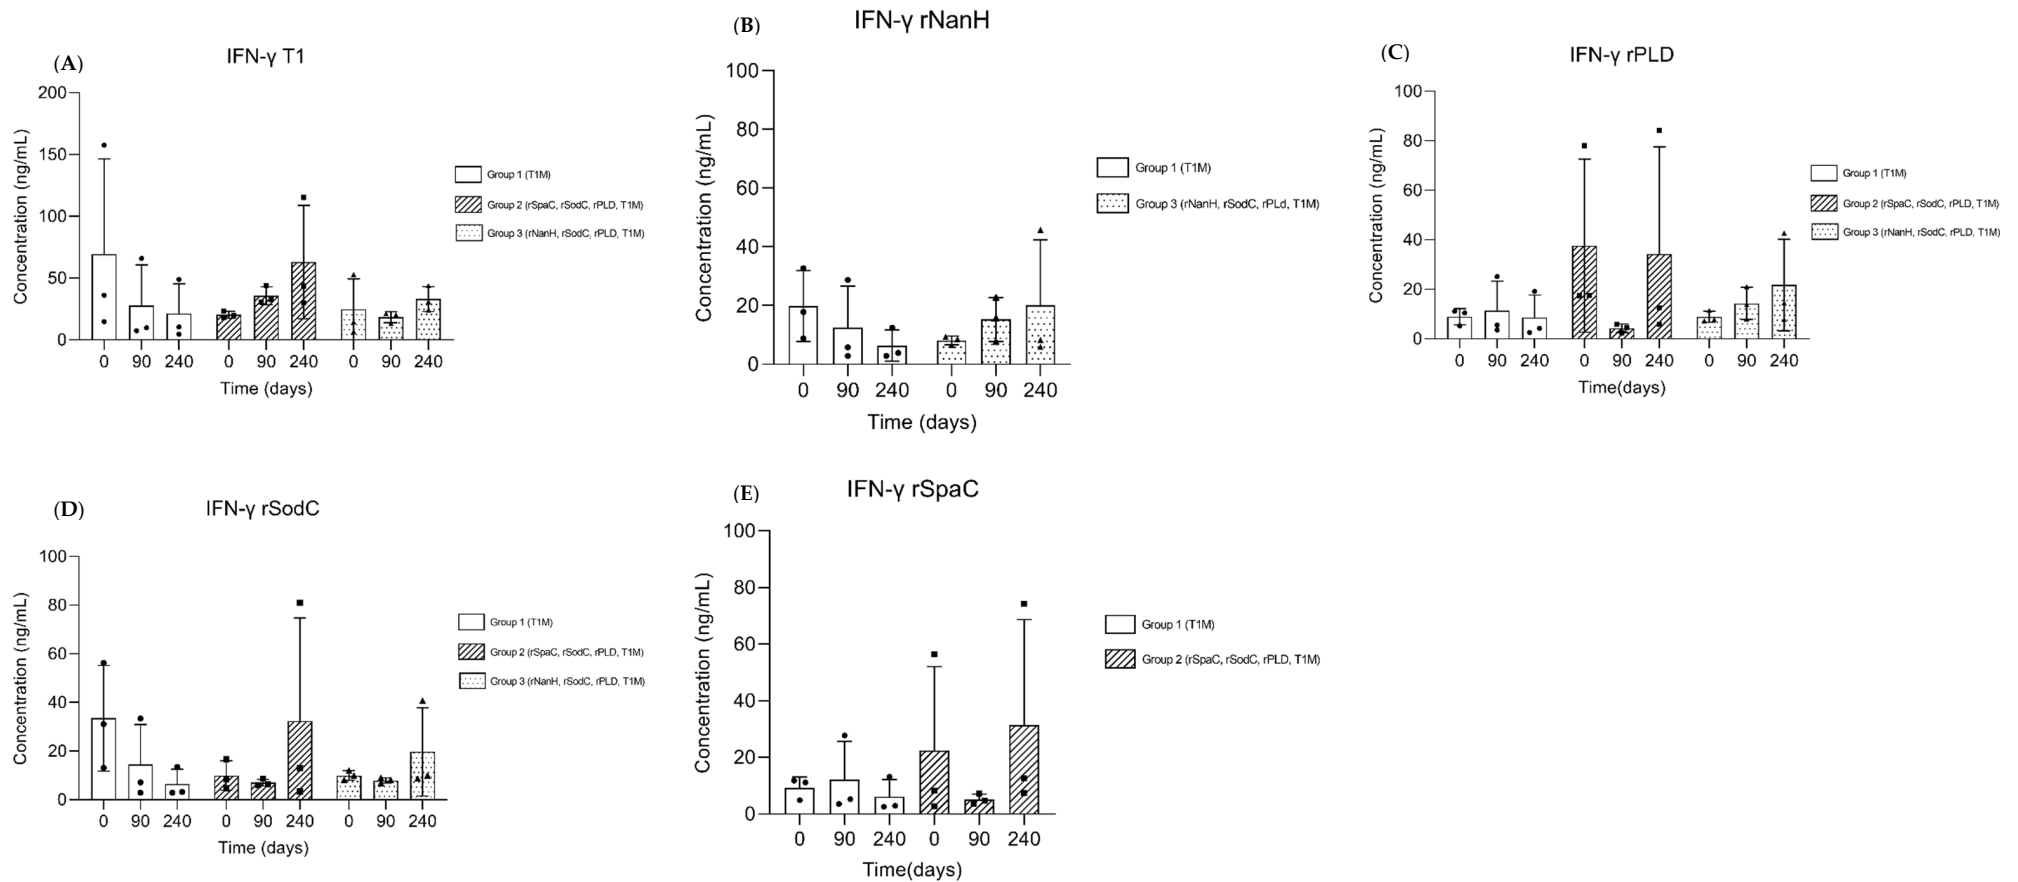 (A)
IFN-γ T1
Concentration (ng/mL)
200
150
100
50
0
0 90 240 0 90 240 0 90 240
Time (days)
Group 1 (T1M)
Group 2 (rSpaC, rSodC, rPLD, T1M)
Group 3 (rNanH, rSodC, rPLD, T1M)
(B)
IFN-γ rNanH
Concentration (ng/mL)
100
80
60
40
20
0
0 90 240 0 90 240
Time (days)
Group 1 (T1M)
Group 3 (rNanH, rSodC, rPLd, T1M)
(C)
IFN-γ rPLD
Concentration (ng/mL)
100
80
60
40
20
0
0 90 240 0 90 240 0 90 240
Time(days)
Group 1 (T1M)
Group 2 (rSpaC, rSodC, rPLD, T1M)
Group 3 (rNanH, rSodC, rPLD, T1M)
(D)
IFN-γ rSodC
Concentration (ng/mL)
100
80
60
40
20
0
0 90 240 0 90 240 0 90 240
Time (days)
Group 1 (T1M)
Group 2 (rSpaC, rSodC, rPLD, T1M)
Group 3 (rNanH, rSodC, rPLD, T1M)
(E)
IFN-γ rSpaC
Concentration (ng/mL)
100
80
60
40
20
0
0 90 240 0 90 240
Time(days)
Group 1 (T1M)
Group 2 (rSpaC, rSodC, rPLD, T1M)